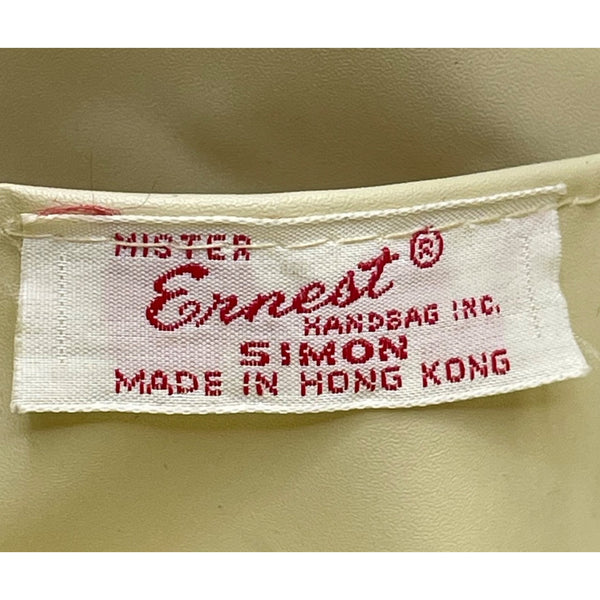 MISTER
Ernest®
HANDBAG INC.
SIMON
MADE IN HONG KONG